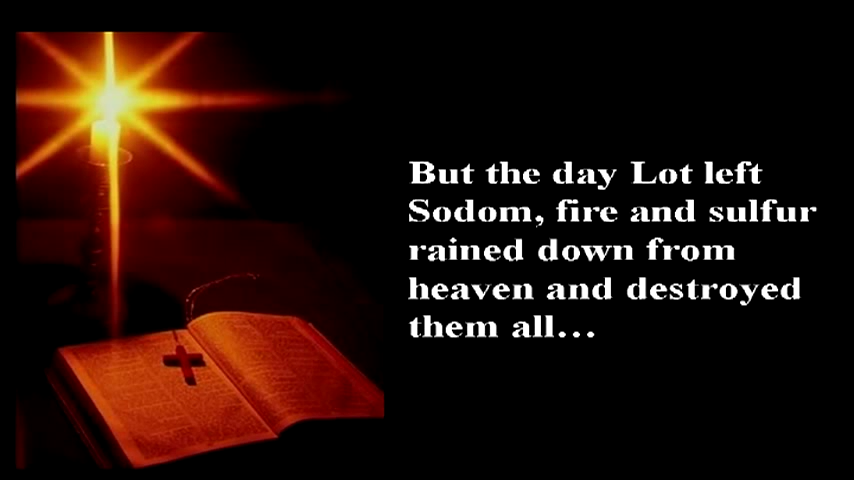 But the day Lot left
Sodom, fire and sulfur
rained down from
heaven and destroyed
them all...